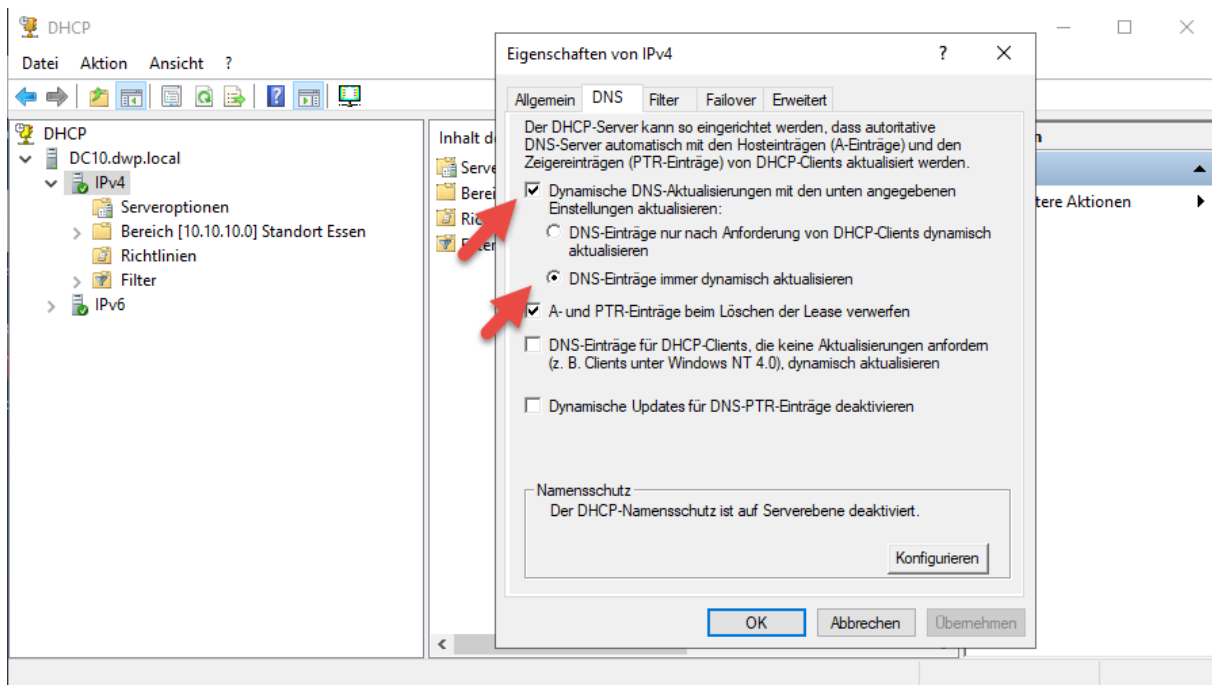 DHCP
Datei Aktion Ansicht ?
DHCP
DC10.dwp.local
IPv4
Serveroptionen
Bereich [10.10.10.0] Standort Essen
Richtlinien
Filter
IPv6
Inhalt d
Serve
Berei
Ric
Filter
n
tere Aktionen
Eigenschaften von IPv4
? 
Allgemein DNS Filter Failover Erweitert
Der DHCP-Server kann so eingerichtet werden, dass autoritative
DNS-Server automatisch mit den Hosteinträgen (A-Einträge) und den
Zeigereinträgen (PTR-Einträge) von DHCP-Clients aktualisiert werden.
Dynamische DNS-Aktualisierungen mit den unten angegebenen
Einstellungen aktualisieren:
DNS-Einträge nur nach Anforderung von DHCP-Clients dynamisch
aktualisieren
DNS-Einträge immer dynamisch aktualisieren
A- und PTR-Einträge beim Löschen der Lease verwerfen
DNS-Einträge für DHCP-Clients, die keine Aktualisierungen anfordern
(z. B. Clients unter Windows NT 4.0), dynamisch aktualisieren
Dynamische Updates für DNS-PTR-Einträge deaktivieren
Namensschutz
Der DHCP-Namensschutz ist auf Serverebene deaktiviert.
Konfigurieren
OK Abbrechen Übernehmen